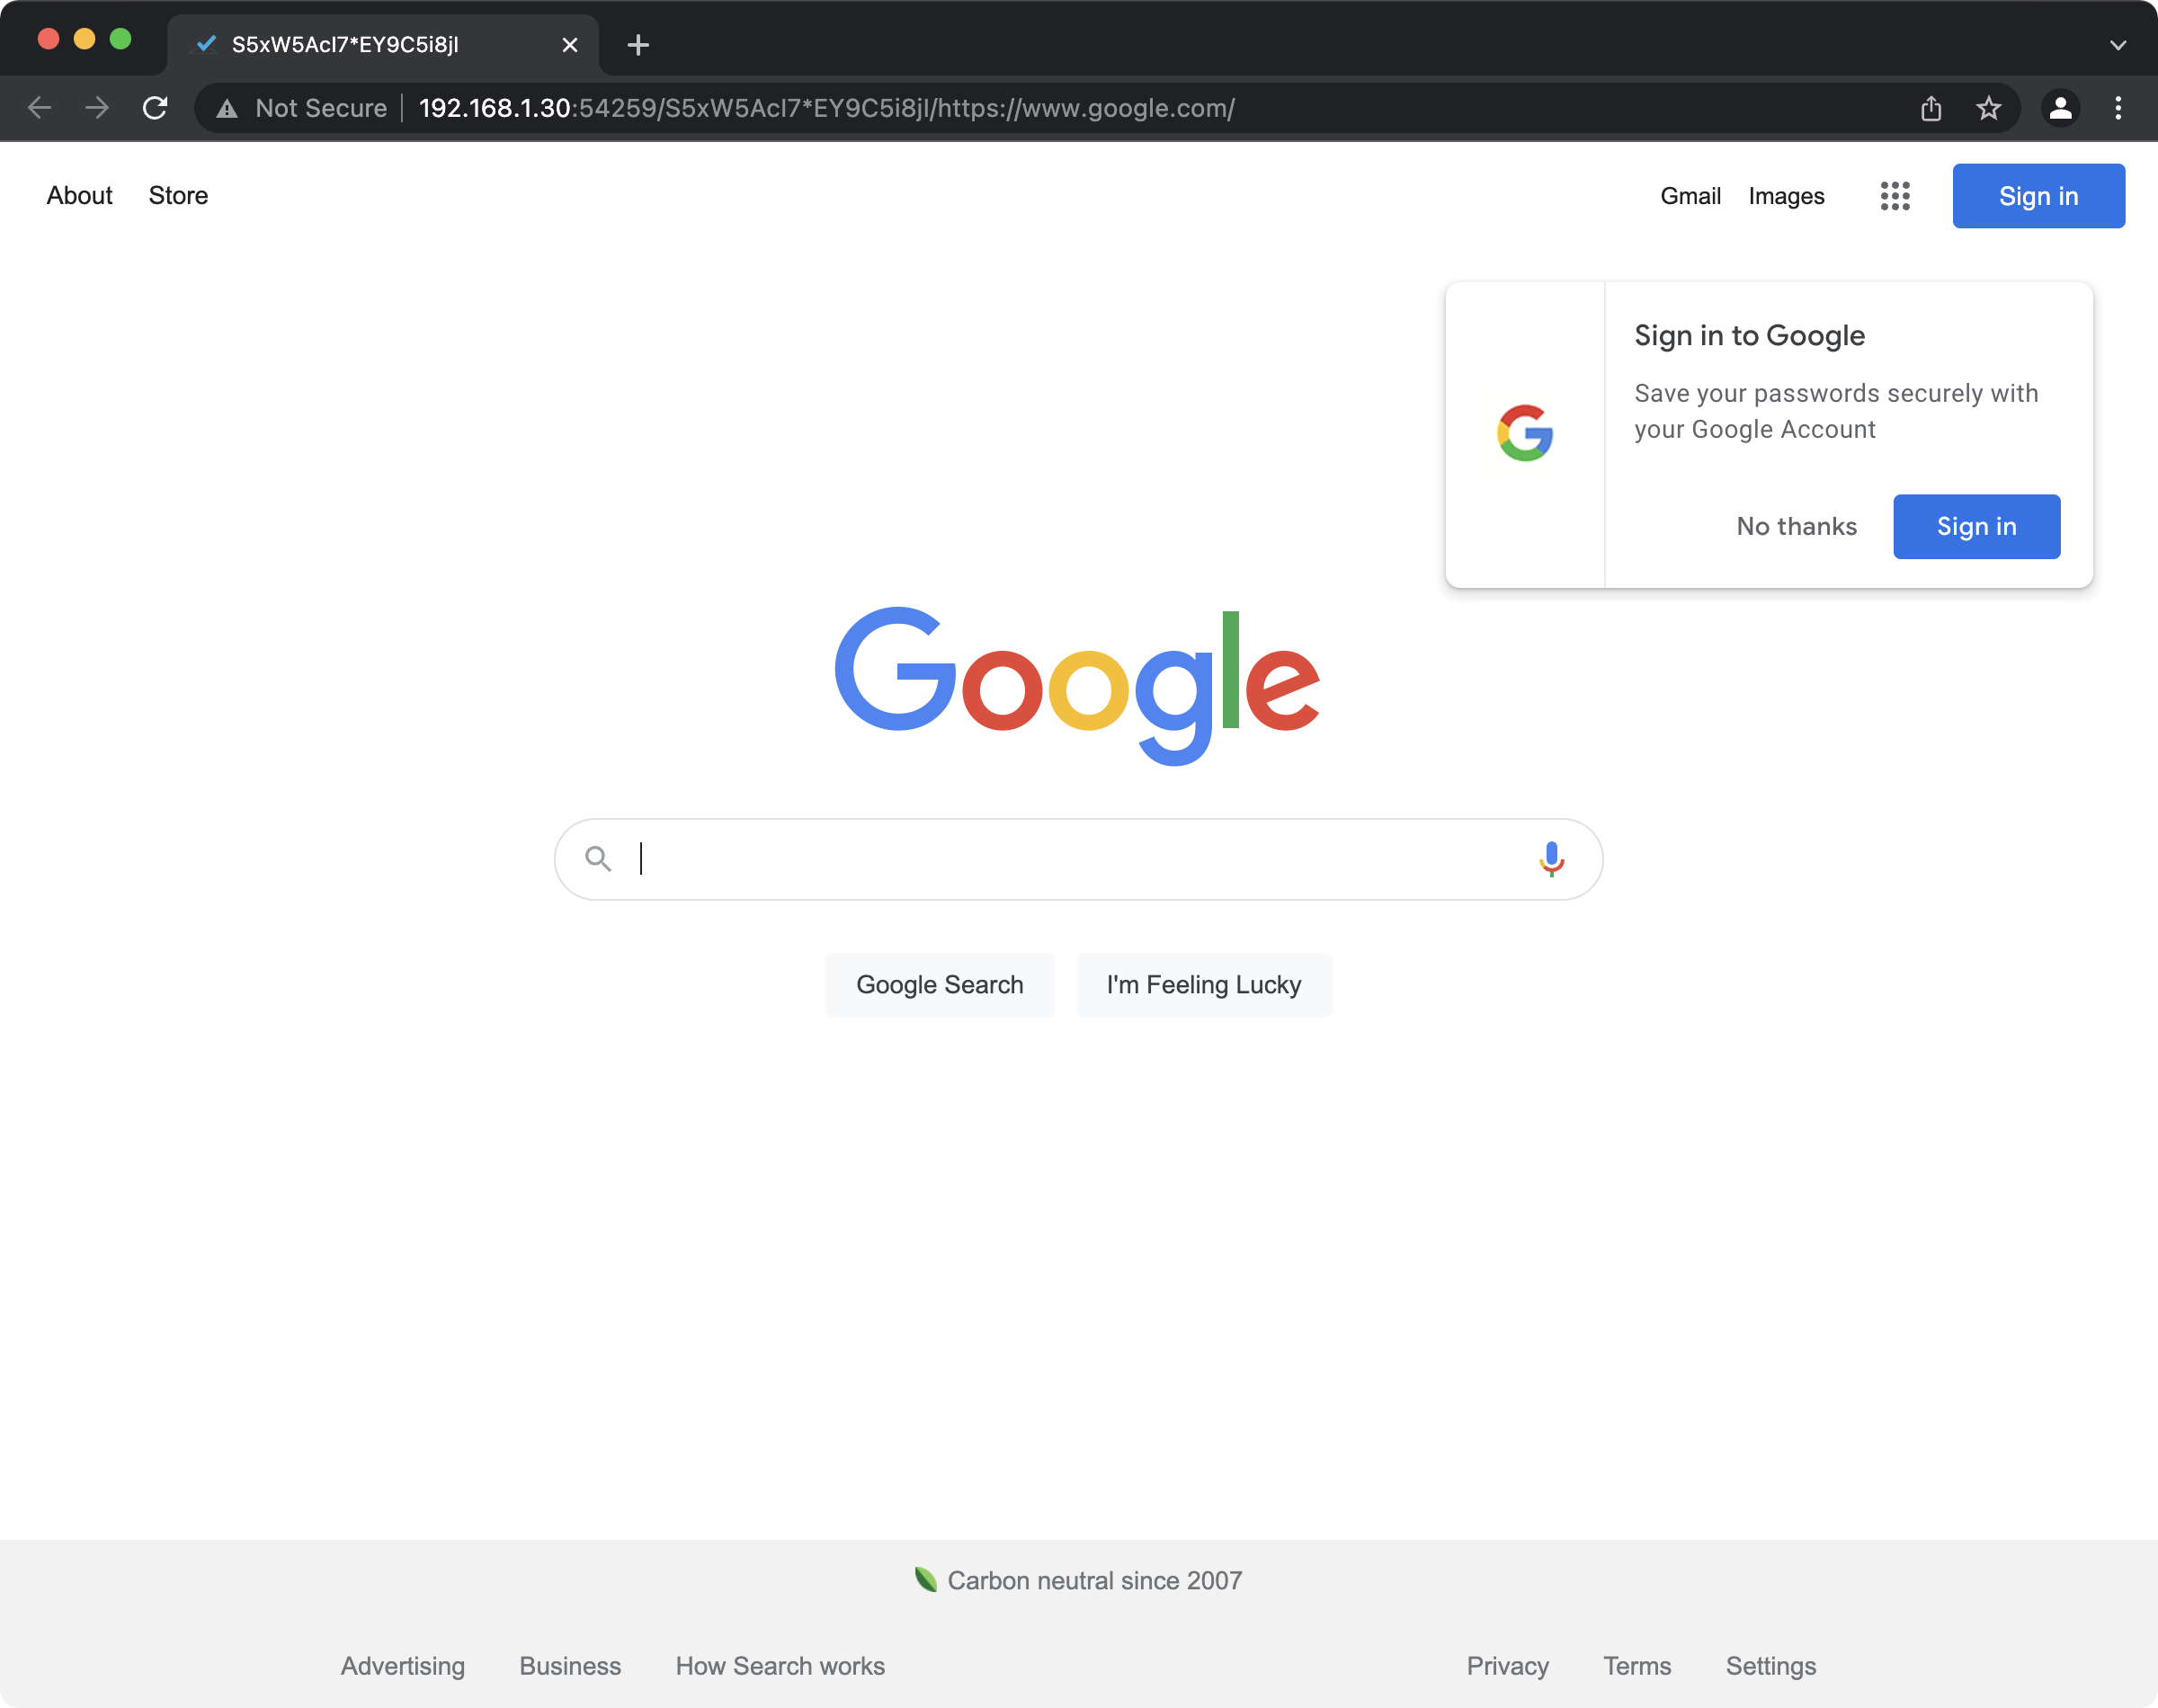 S5xW5AcI7*EY9C5i8jI
Not Secure 192.168.1.30:54259/S5xW5AcI7*EY9C5i8jI/https://www.google.com/
About Store Gmail Images Sign in
Sign in to Google
Save your passwords securely with
your Google Account
No thanks Sign in
Google
Google Search I'm Feeling Lucky
Carbon neutral since 2007
Advertising Business How Search works Privacy Terms Settings